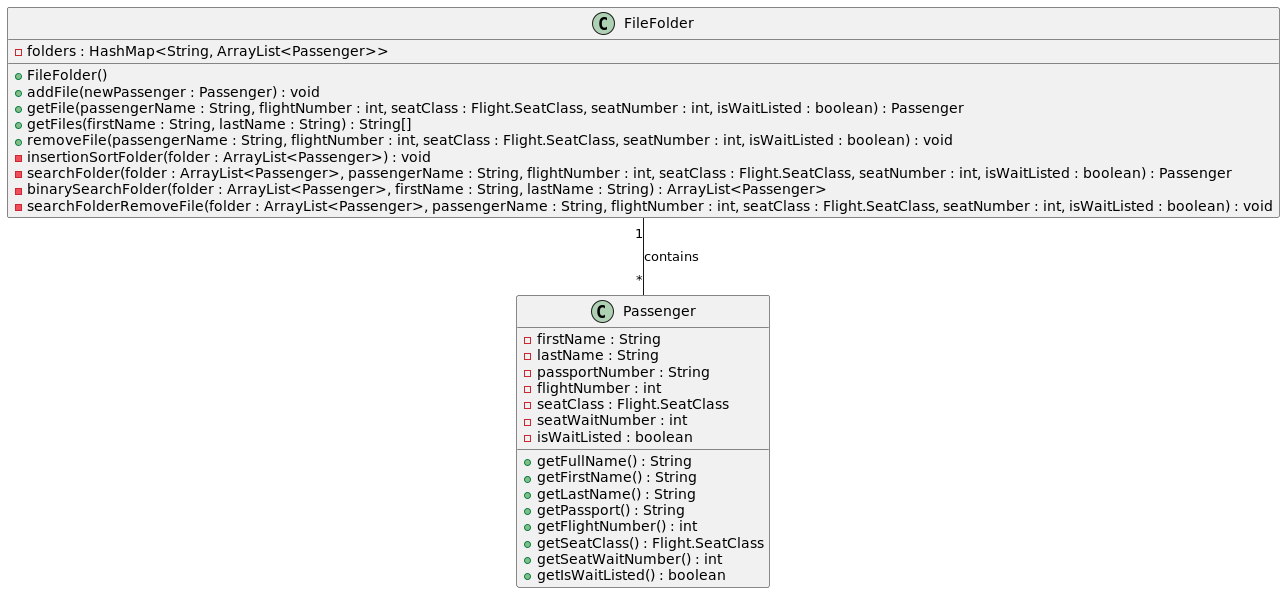 C FileFolder
folders : HashMap<String, ArrayList<Passenger>>
FileFolder()
addFile(newPassenger : Passenger) : void
getFile(passengerName : String, flightNumber : int, seatClass : Flight.SeatClass, seatNumber : int, isWaitListed : boolean) : Passenger
getFiles(firstName : String, lastName : String) : String[]
removeFile(passengerName : String, flightNumber : int, seatClass : Flight.SeatClass, seatNumber : int, isWaitListed : boolean) : void
insertionSortFolder(folder : ArrayList<Passenger>) : void
searchFolder(folder : ArrayList<Passenger>, passengerName : String, flightNumber : int, seatClass : Flight.SeatClass, seatNumber : int, isWaitListed : boolean) : Passenger
binarySearchFolder(folder : ArrayList<Passenger>, firstName : String, lastName : String) : ArrayList<Passenger>
searchFolderRemoveFile(folder : ArrayList<Passenger>, passengerName : String, flightNumber : int, seatClass : Flight.SeatClass, seatNumber : int, isWaitListed : boolean) : void
1
contains
*
C Passenger
firstName : String
lastName : String
passportNumber : String
flightNumber : int
seatClass : Flight.SeatClass
seatWaitNumber : int
isWaitListed : boolean
getFullName() : String
getFirstName() : String
getLastName() : String
getPassport() : String
getFlightNumber() : int
getSeatClass() : Flight.SeatClass
getSeatWaitNumber() : int
getIsWaitListed() : boolean